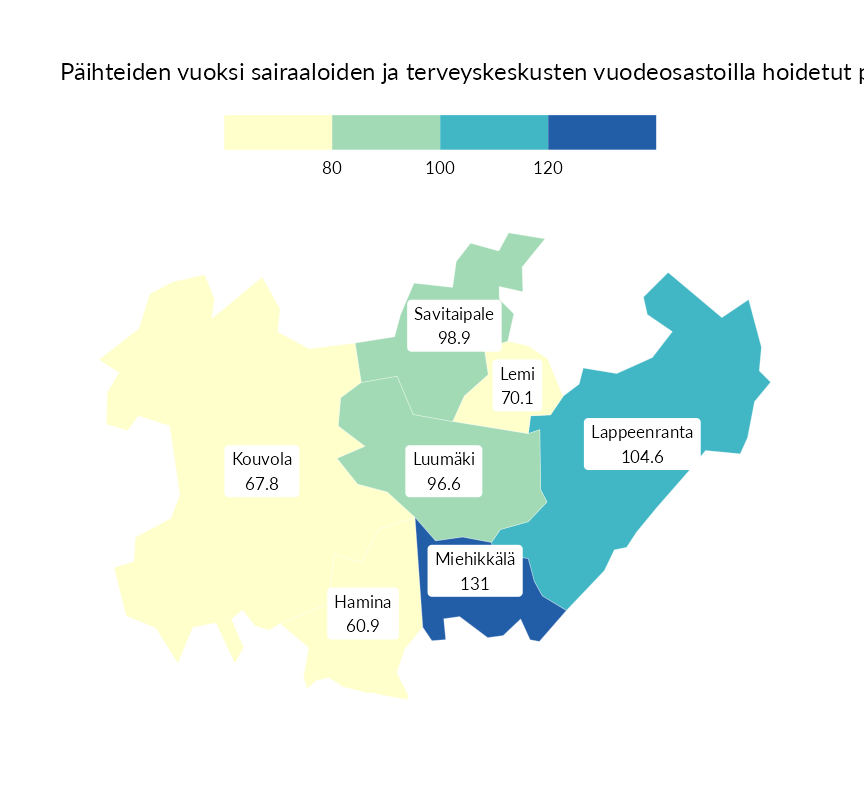 Päihteiden vuoksi sairaaloiden ja terveyskeskusten vuodeosastoilla hoidetut
80
100
120
Savitaipale
98.9
Lemi
70.1
Lappeenranta
104.6
Kouvola
67.8
Luumäki
96.6
Miehikkälä
131
Hamina
60.9